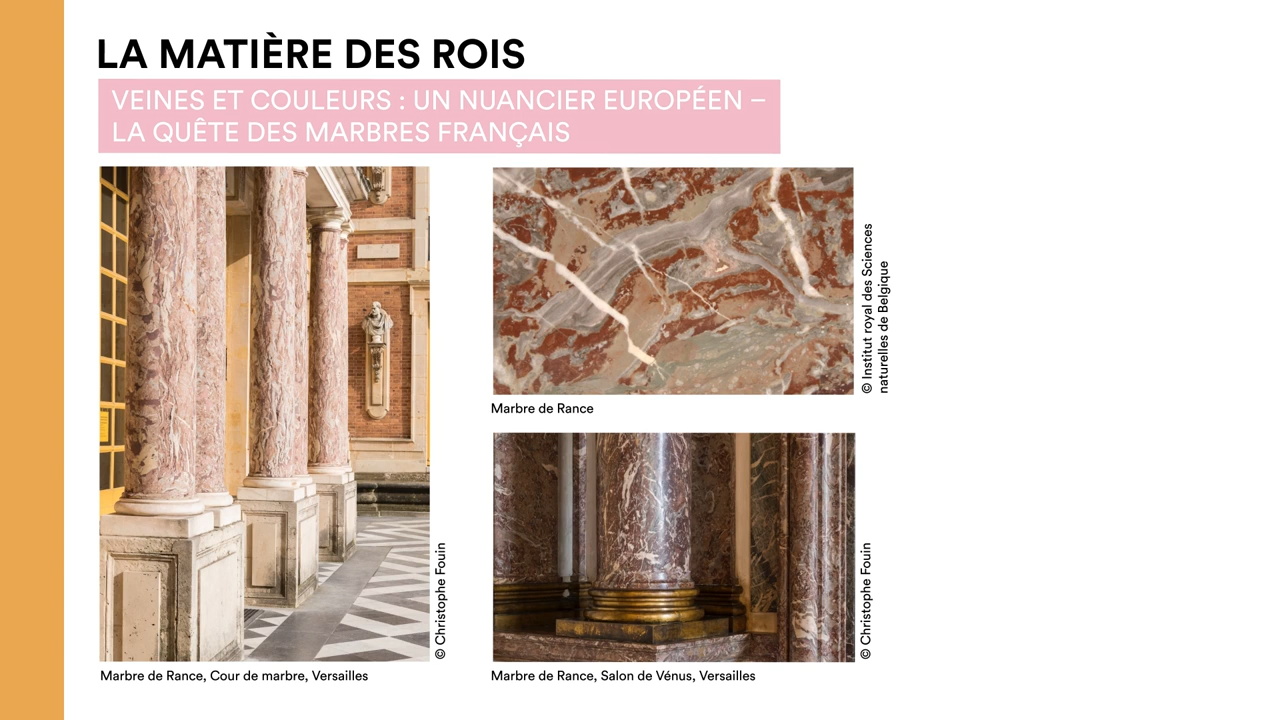 LA MATIÈRE DES ROIS
VEINES ET COULEURS : UN NUANCIER EUROPÉEN –
LA QUÊTE DES MARBRES FRANÇAIS
© Christophe Fouin
Marbre de Rance, Cour de marbre, Versailles
© Institut royal des Sciences
naturelles de Belgique
Marbre de Rance
© Christophe Fouin
Marbre de Rance, Salon de Vénus, Versailles